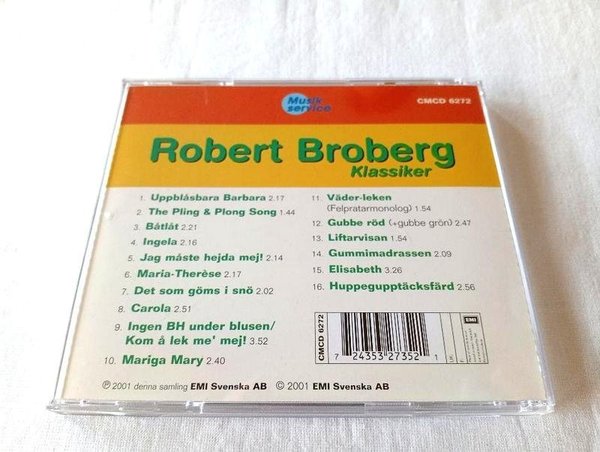 Musik
service
CMCD 6272
Robert Broberg
Klassiker
1. Uppblåsbara Barbara 2.17
2. The Pling & Plong Song 1.44
3. Båtlåt 2.21
4. Ingela 2.16
5. Jag måste hejda mej! 2.14
6. Maria-Therèse 2.17
7. Det som göms i snö 2.02
8. Carola 2.51
9. Ingen BH under blusen/
Kom å lek me' mej! 3.52
10. Mariga Mary 2.40
11. Väder-leken
(Felpratarmonolog) 1.54
12. Gubbe röd (+gubbe grön) 2.47
13. Liftarvisan 1.54
14. Gummimadrassen 2.09
15. Elisabeth 3.26
16. Huppegupptäcksfärd 2.56
CMCD 6272
7 24353 27352 1
EMI
℗ 2001 denna samling EMI Svenska AB © 2001 EMI Svenska AB